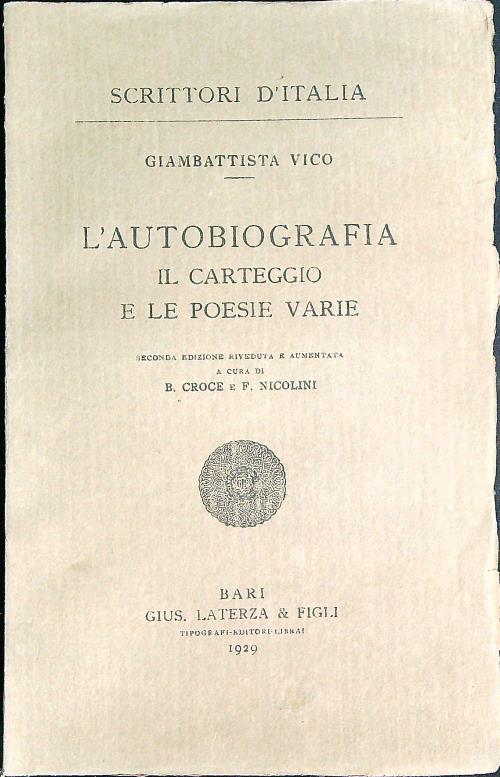 SCRITTORI D'ITALIA
GIAMBATTISTA VICO
L'AUTOBIOGRAFIA
IL CARTEGGIO
E LE POESIE VARIE
SECONDA EDIZIONE RIVEDUTA E AUMENTATA
A CURA DI
B. CROCE E F. NICOLINI
BARI
GIUS. LATERZA & FIGLI
TIPOGRAFI-EDITORI-LIBRAI
1929